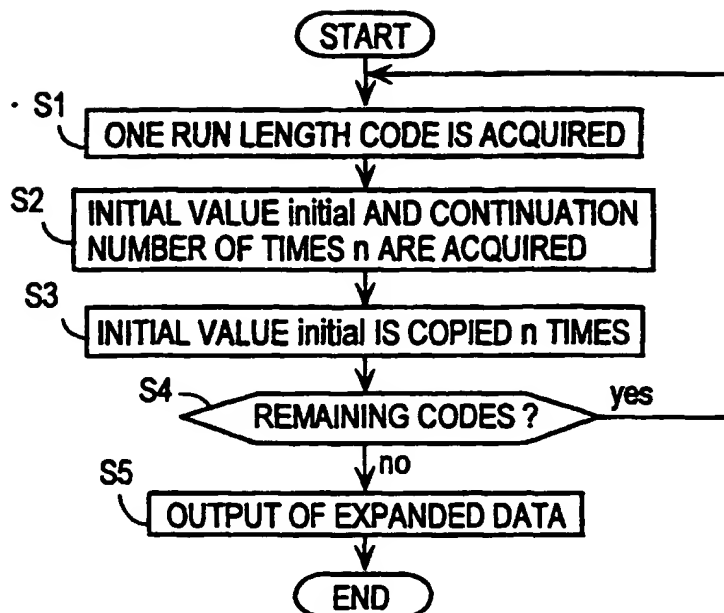 START
S1
ONE RUN LENGTH CODE IS ACQUIRED
S2
INITIAL VALUE initial AND CONTINUATION
NUMBER OF TIMES n ARE ACQUIRED
S3
INITIAL VALUE initial IS COPIED n TIMES
S4
REMAINING CODES ?
yes
no
S5
OUTPUT OF EXPANDED DATA
END